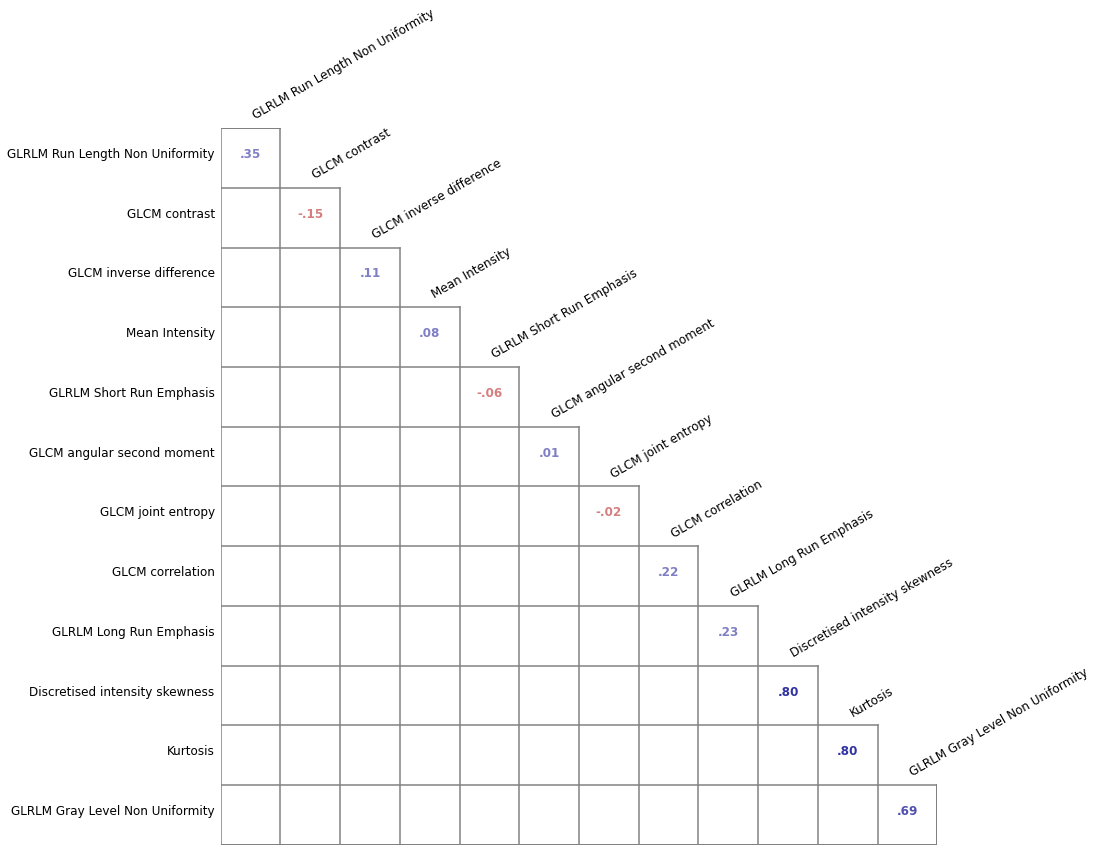 GLRLM Run Length Non Uniformity
GLRLM Run Length Non Uniformity .35
GLCM contrast
GLCM contrast -.15
GLCM inverse difference
GLCM inverse difference .11
Mean Intensity
Mean Intensity .08
GLRLM Short Run Emphasis
GLRLM Short Run Emphasis -.06
GLCM angular second moment
GLCM angular second moment .01
GLCM joint entropy
GLCM joint entropy -.02
GLCM correlation
GLCM correlation .22
GLRLM Long Run Emphasis
GLRLM Long Run Emphasis .23
Discretised intensity skewness
Discretised intensity skewness .80
Kurtosis
Kurtosis .80
GLRLM Gray Level Non Uniformity
GLRLM Gray Level Non Uniformity .69